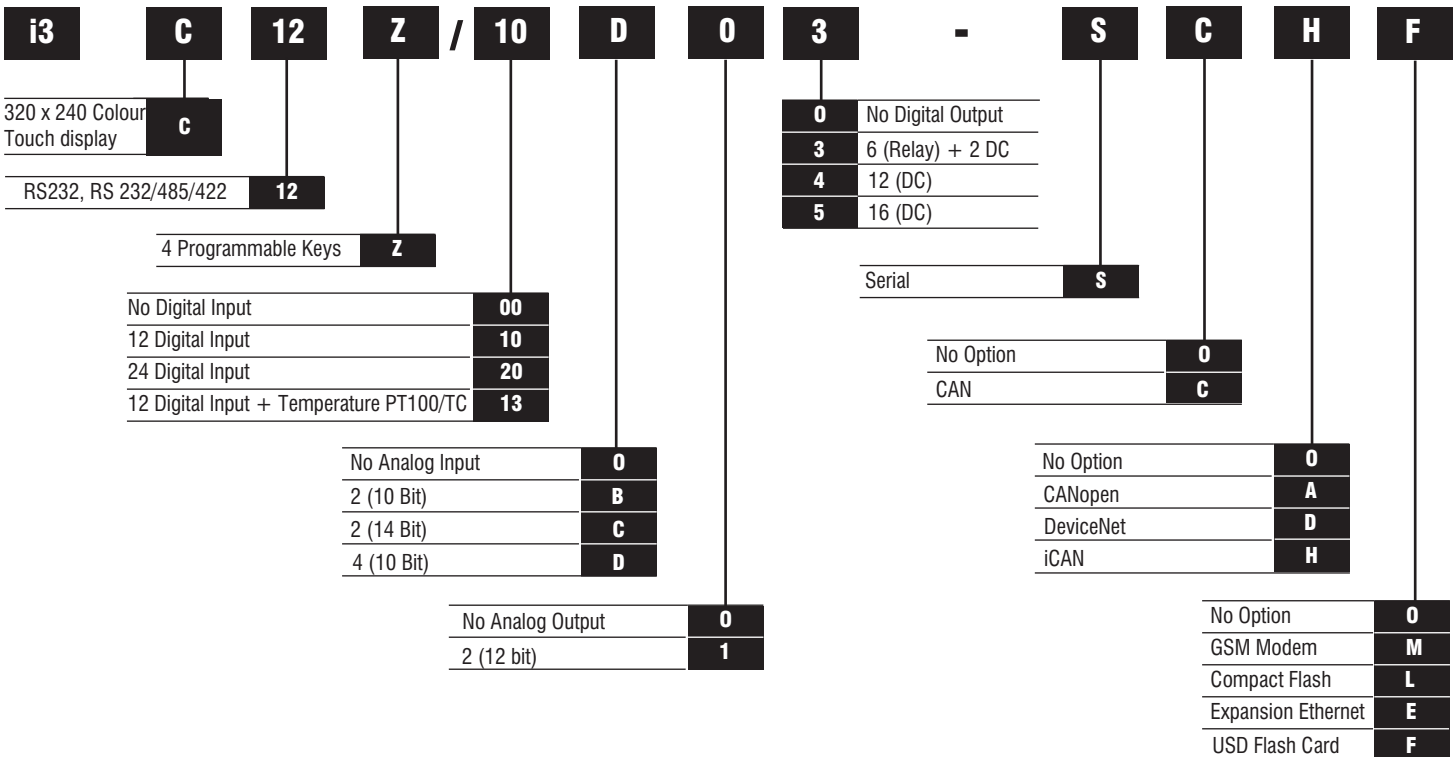 i3 C 12 Z / 10 D 0 3 - S C H F
320 x 240 Colour
Touch display C
RS232, RS 232/485/422 12
4 Programmable Keys Z
No Digital Input 00
12 Digital Input 10
24 Digital Input 20
12 Digital Input + Temperature PT100/TC 13
No Analog Input 0
2 (10 Bit) B
2 (14 Bit) C
4 (10 Bit) D
No Analog Output 0
2 (12 bit) 1
0 No Digital Output
3 6 (Relay) + 2 DC
4 12 (DC)
5 16 (DC)
Serial S
No Option 0
CAN C
No Option 0
CANopen A
DeviceNet D
iCAN H
No Option 0
GSM Modem M
Compact Flash L
Expansion Ethernet E
USD Flash Card F